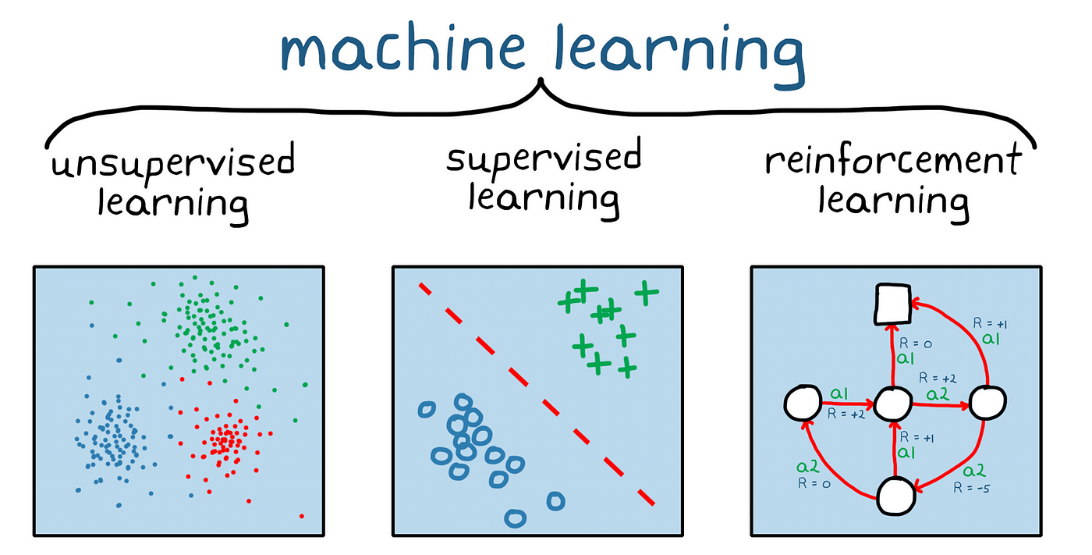 machine learning
unsupervised
learning
supervised
learning
reinforcement
learning
R = +1
a1
R = 0
a1
R = +2
a1
a2
R = +2
R = +1
a1
a2
R = 0
a2
R = -5